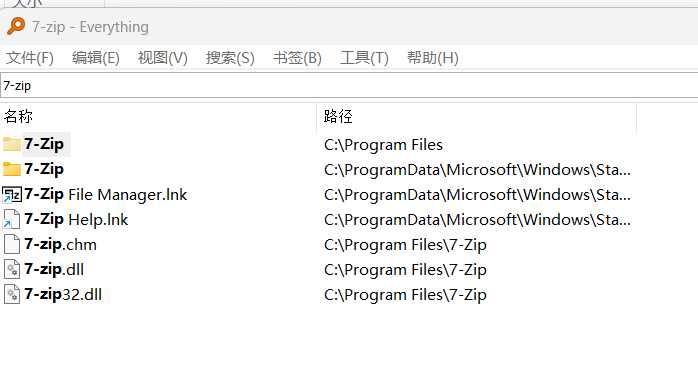 大小
7-zip - Everything
文件(F) 编辑(E) 视图(V) 搜索(S) 书签(B) 工具(T) 帮助(H)
7-zip
名称 路径
7-Zip C:\Program Files
7-Zip C:\ProgramData\Microsoft\Windows\Sta...
7-Zip File Manager.lnk C:\ProgramData\Microsoft\Windows\Sta...
7-Zip Help.lnk C:\ProgramData\Microsoft\Windows\Sta...
7-zip.chm C:\Program Files\7-Zip
7-zip.dll C:\Program Files\7-Zip
7-zip32.dll C:\Program Files\7-Zip